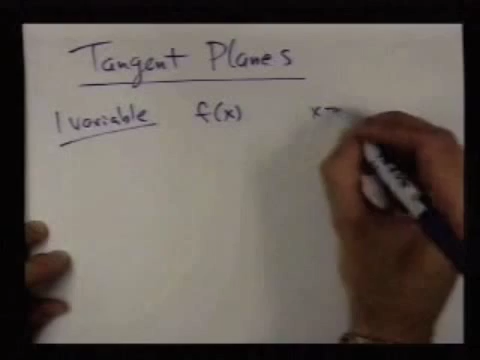 Tangent Planes
1 variable f(x) x